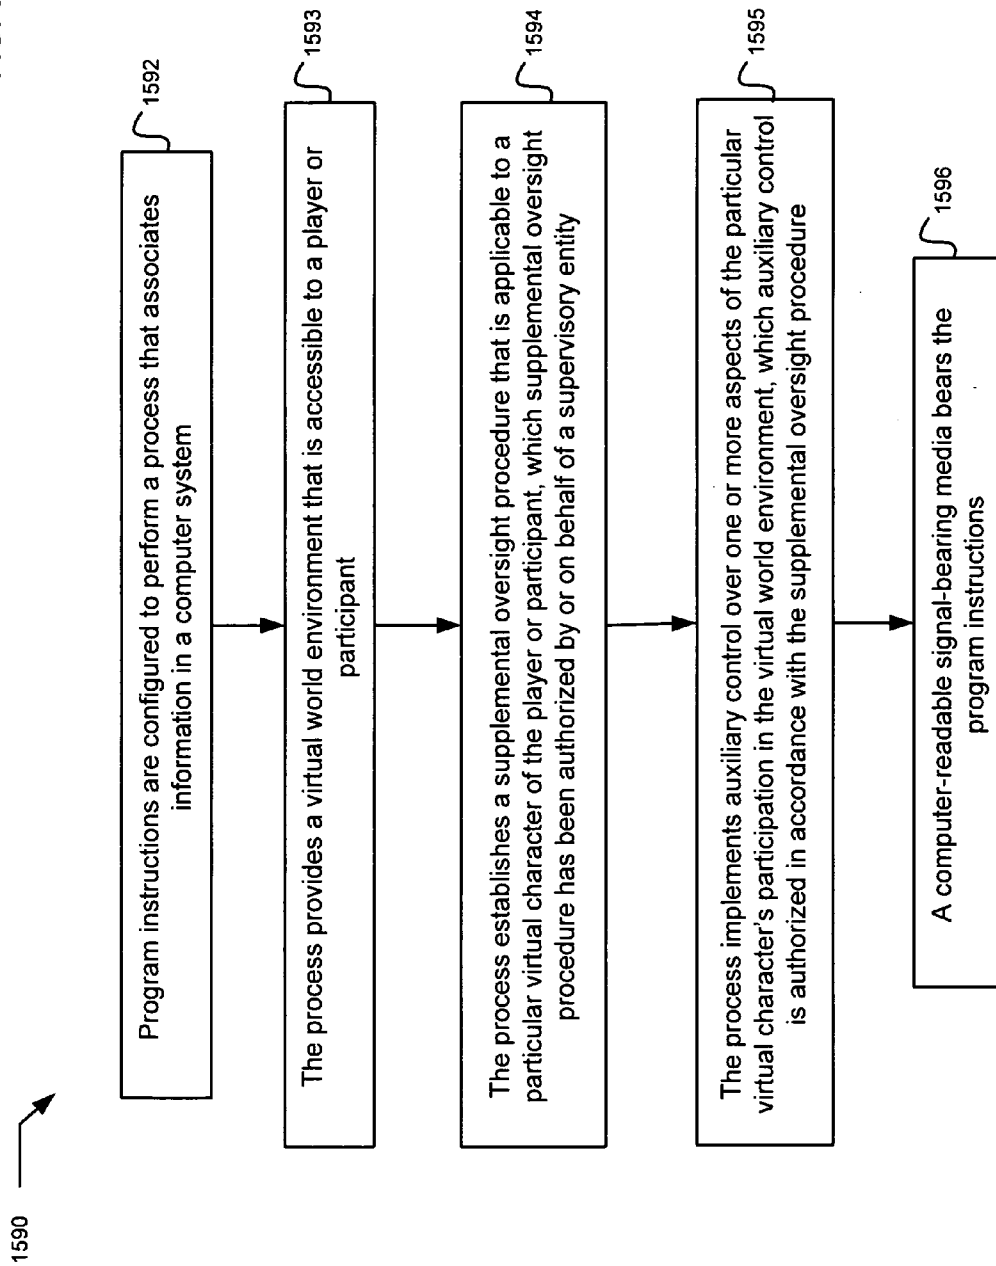 1590
1592
Program instructions are configured to perform a process that associates
information in a computer system
1593
The process provides a virtual world environment that is accessible to a player or
participant
1594
The process establishes a supplemental oversight procedure that is applicable to a
particular virtual character of the player or participant, which supplemental oversight
procedure has been authorized by or on behalf of a supervisory entity
1595
The process implements auxiliary control over one or more aspects of the particular
virtual character's participation in the virtual world environment, which auxiliary control
is authorized in accordance with the supplemental oversight procedure
1596
A computer-readable signal-bearing media bears the
program instructions